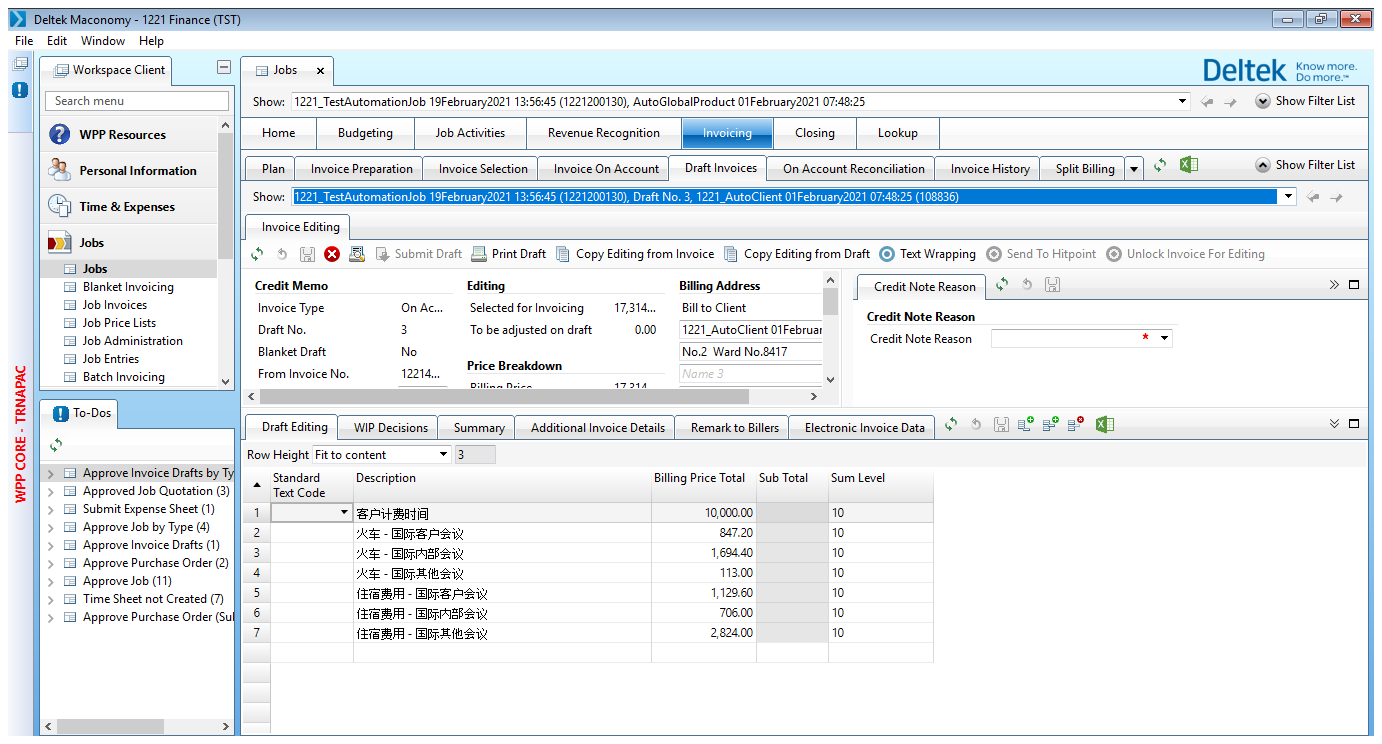 Deltek Maconomy - 1221 Finance (TST)
File Edit Window Help
WPP CORE - TRNAPAC
Workspace Client
Search menu
WPP Resources
Personal Information
Time & Expenses
Jobs
Jobs
Blanket Invoicing
Job Invoices
Job Price Lists
Job Administration
Job Entries
Batch Invoicing
To-Dos
Approve Invoice Drafts by Ty
Approved Job Quotation (3)
Submit Expense Sheet (1)
Approve Job by Type (4)
Approve Invoice Drafts (1)
Approve Purchase Order (2)
Approve Job (11)
Time Sheet not Created (7)
Approve Purchase Order (Sul
Jobs
Deltek Know more. Do more.™
Show: 1221_TestAutomationJob 19February2021 13:56:45 (1221200130), AutoGlobalProduct 01February2021 07:48:25 Show Filter List
Home Budgeting Job Activities Revenue Recognition Invoicing Closing Lookup
Plan Invoice Preparation Invoice Selection Invoice On Account Draft Invoices On Account Reconciliation Invoice History Split Billing Show Filter List
Show: 1221_TestAutomationJob 19February2021 13:56:45 (1221200130), Draft No. 3, 1221_AutoClient 01February2021 07:48:25 (108836)
Invoice Editing
Submit Draft Print Draft Copy Editing from Invoice Copy Editing from Draft Text Wrapping Send To Hitpoint Unlock Invoice For Editing
Credit Memo
Invoice Type On Ac...
Draft No. 3
Blanket Draft No
From Invoice No. 12214...
Editing
Selected for Invoicing 17,314...
To be adjusted on draft 0.00
Price Breakdown
Billing Price 17,314
Billing Address
Bill to Client
1221_AutoClient 01Februar
No.2 Ward No.8417
Name 3
Credit Note Reason
Credit Note Reason
Credit Note Reason *
Draft Editing WIP Decisions Summary Additional Invoice Details Remark to Billers Electronic Invoice Data
Row Height Fit to content 3
Standard Text Code Description Billing Price Total Sub Total Sum Level
1 客户计费时间 10,000.00 10
2 火车 - 国际客户会议 847.20 10
3 火车 - 国际内部会议 1,694.40 10
4 火车 - 国际其他会议 113.00 10
5 住宿费用 - 国际客户会议 1,129.60 10
6 住宿费用 - 国际内部会议 706.00 10
7 住宿费用 - 国际其他会议 2,824.00 10